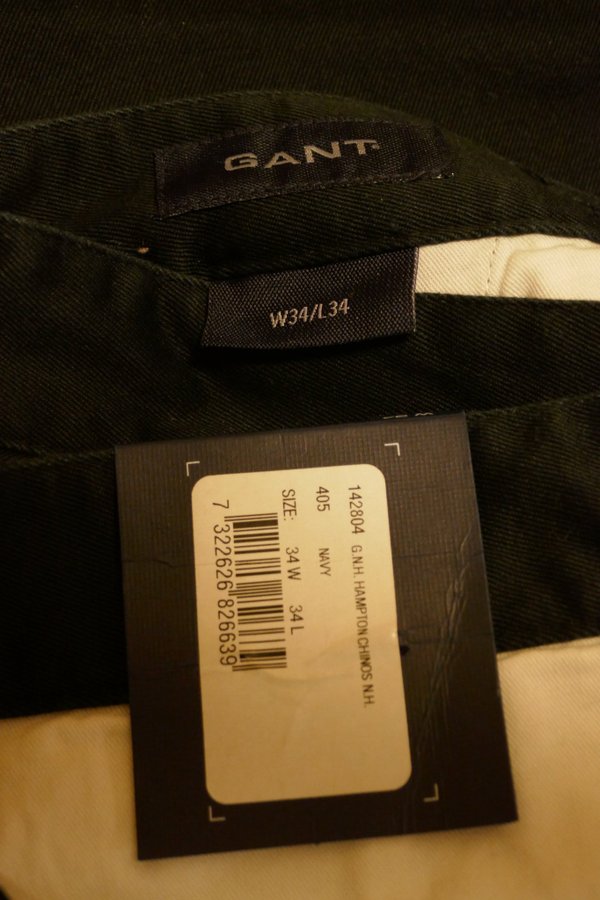 GANT
W34/L34
142804 G.N.H. HAMPTON CHINOS N.H.
405 NAVY
SIZE: 34 W 34 L
7 322626 826639